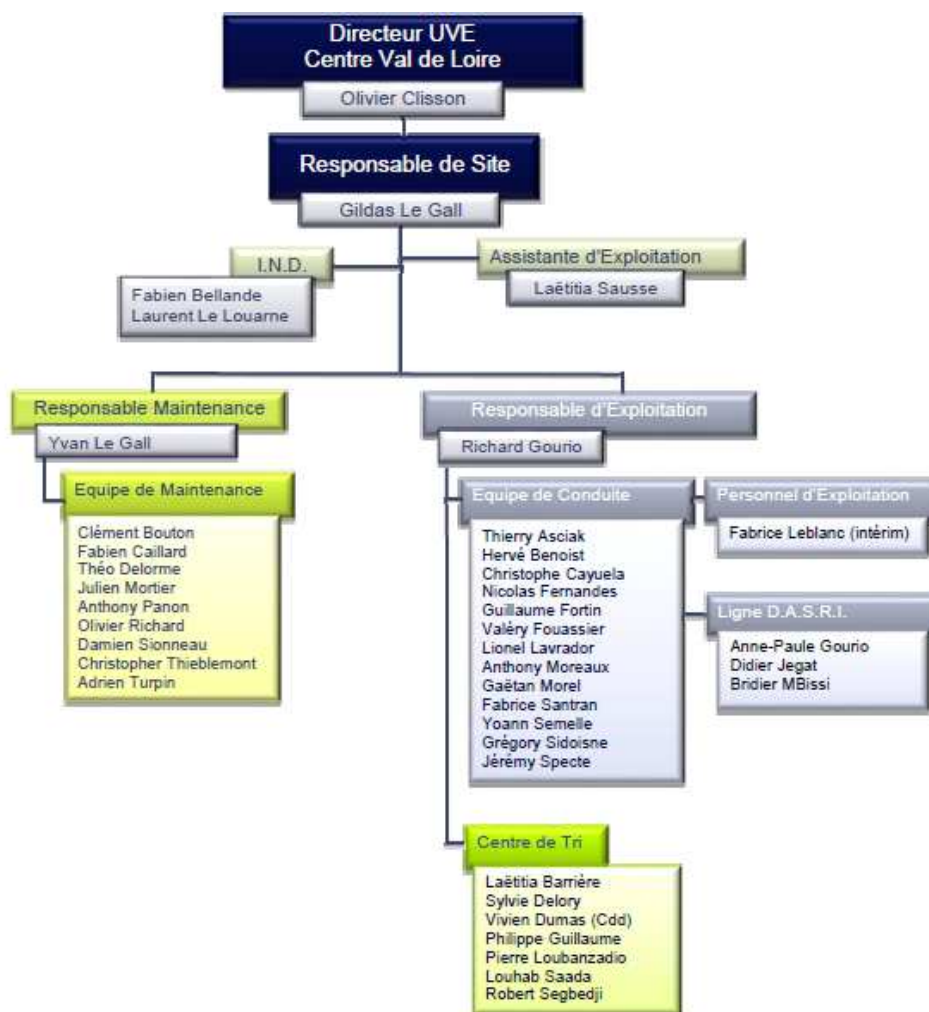 Directeur UVE
Centre Val de Loire
Olivier Clisson
Responsable de Site
Gildas Le Gall
I.N.D.
Fabien Bellande
Laurent Le Louarne
Assistante d'Exploitation
Laëtitia Sausse
Responsable Maintenance
Yvan Le Gall
Equipe de Maintenance
Clément Bouton
Fabien Caillard
Théo Delorme
Julien Mortier
Anthony Panon
Olivier Richard
Damien Sionneau
Christopher Thieblemont
Adrien Turpin
Responsable d'Exploitation
Richard Gourio
Equipe de Conduite
Thierry Asciak
Hervé Benoist
Christophe Cayuela
Nicolas Fernandes
Guillaume Fortin
Valéry Fouassier
Lionel Lavrador
Anthony Moreaux
Gaëtan Morel
Fabrice Santran
Yoann Semelle
Grégory Sidoisne
Jérémy Specte
Personnel d'Exploitation
Fabrice Leblanc (intérim)
Ligne D.A.S.R.I.
Anne-Paule Gourio
Didier Jegat
Bridier MBissi
Centre de Tri
Laëtitia Barrière
Sylvie Delory
Vivien Dumas (Cdd)
Philippe Guillaume
Pierre Loubanzadio
Louhab Saada
Robert Segbedji